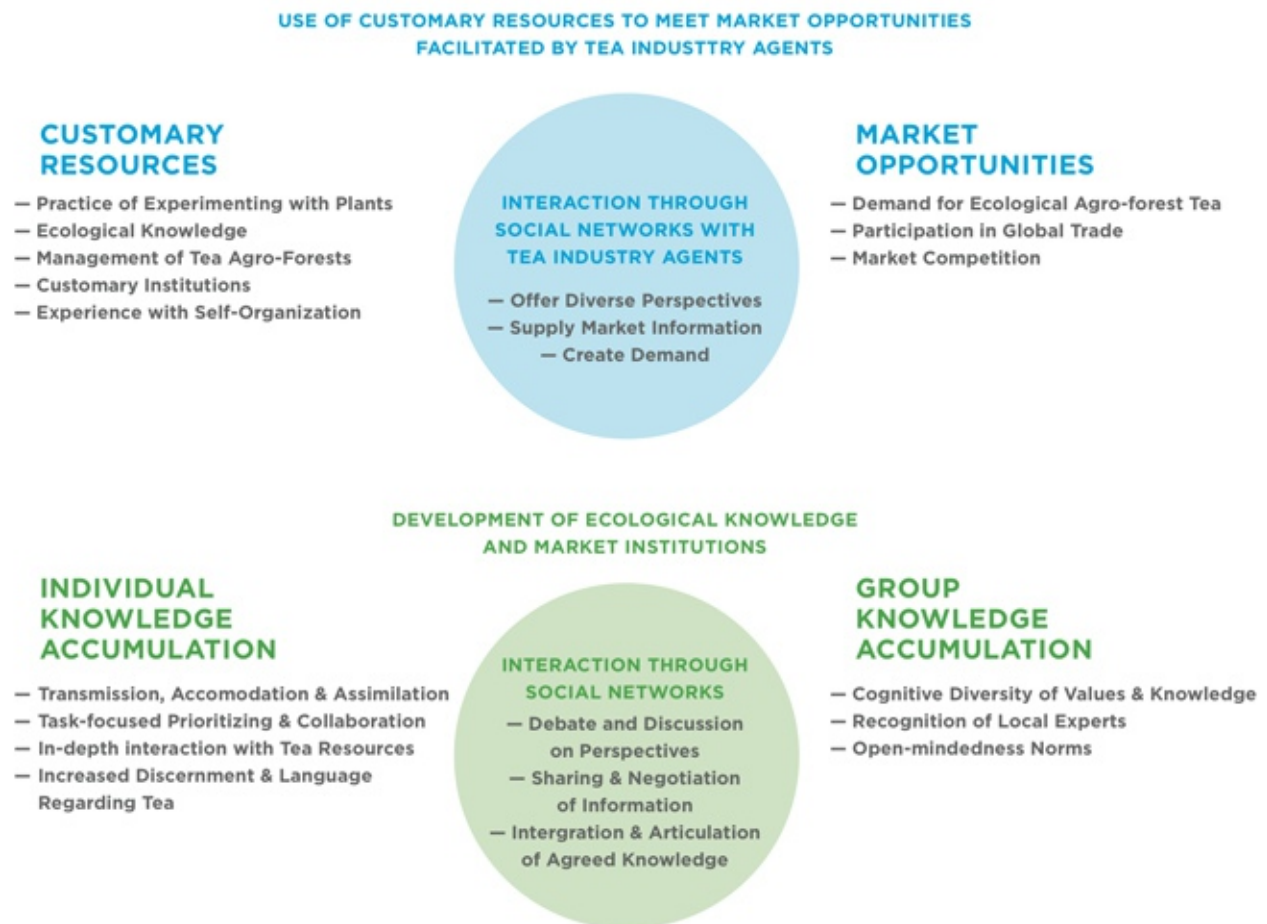 USE OF CUSTOMARY RESOURCES TO MEET MARKET OPPORTUNITIES
FACILITATED BY TEA INDUSTTRY AGENTS
CUSTOMARY
RESOURCES
— Practice of Experimenting with Plants
— Ecological Knowledge
— Management of Tea Agro-Forests
— Customary Institutions
— Experience with Self-Organization
INTERACTION THROUGH
SOCIAL NETWORKS WITH
TEA INDUSTRY AGENTS
— Offer Diverse Perspectives
— Supply Market Information
— Create Demand
MARKET
OPPORTUNITIES
— Demand for Ecological Agro-forest Tea
— Participation in Global Trade
— Market Competition
DEVELOPMENT OF ECOLOGICAL KNOWLEDGE
AND MARKET INSTITUTIONS
INDIVIDUAL
KNOWLEDGE
ACCUMULATION
— Transmission, Accomodation & Assimilation
— Task-focused Prioritizing & Collaboration
— In-depth interaction with Tea Resources
— Increased Discernment & Language
Regarding Tea
INTERACTION THROUGH
SOCIAL NETWORKS
— Debate and Discussion
on Perspectives
— Sharing & Negotiation
of Information
— Intergration & Articulation
of Agreed Knowledge
GROUP
KNOWLEDGE
ACCUMULATION
— Cognitive Diversity of Values & Knowledge
— Recognition of Local Experts
— Open-mindedness Norms